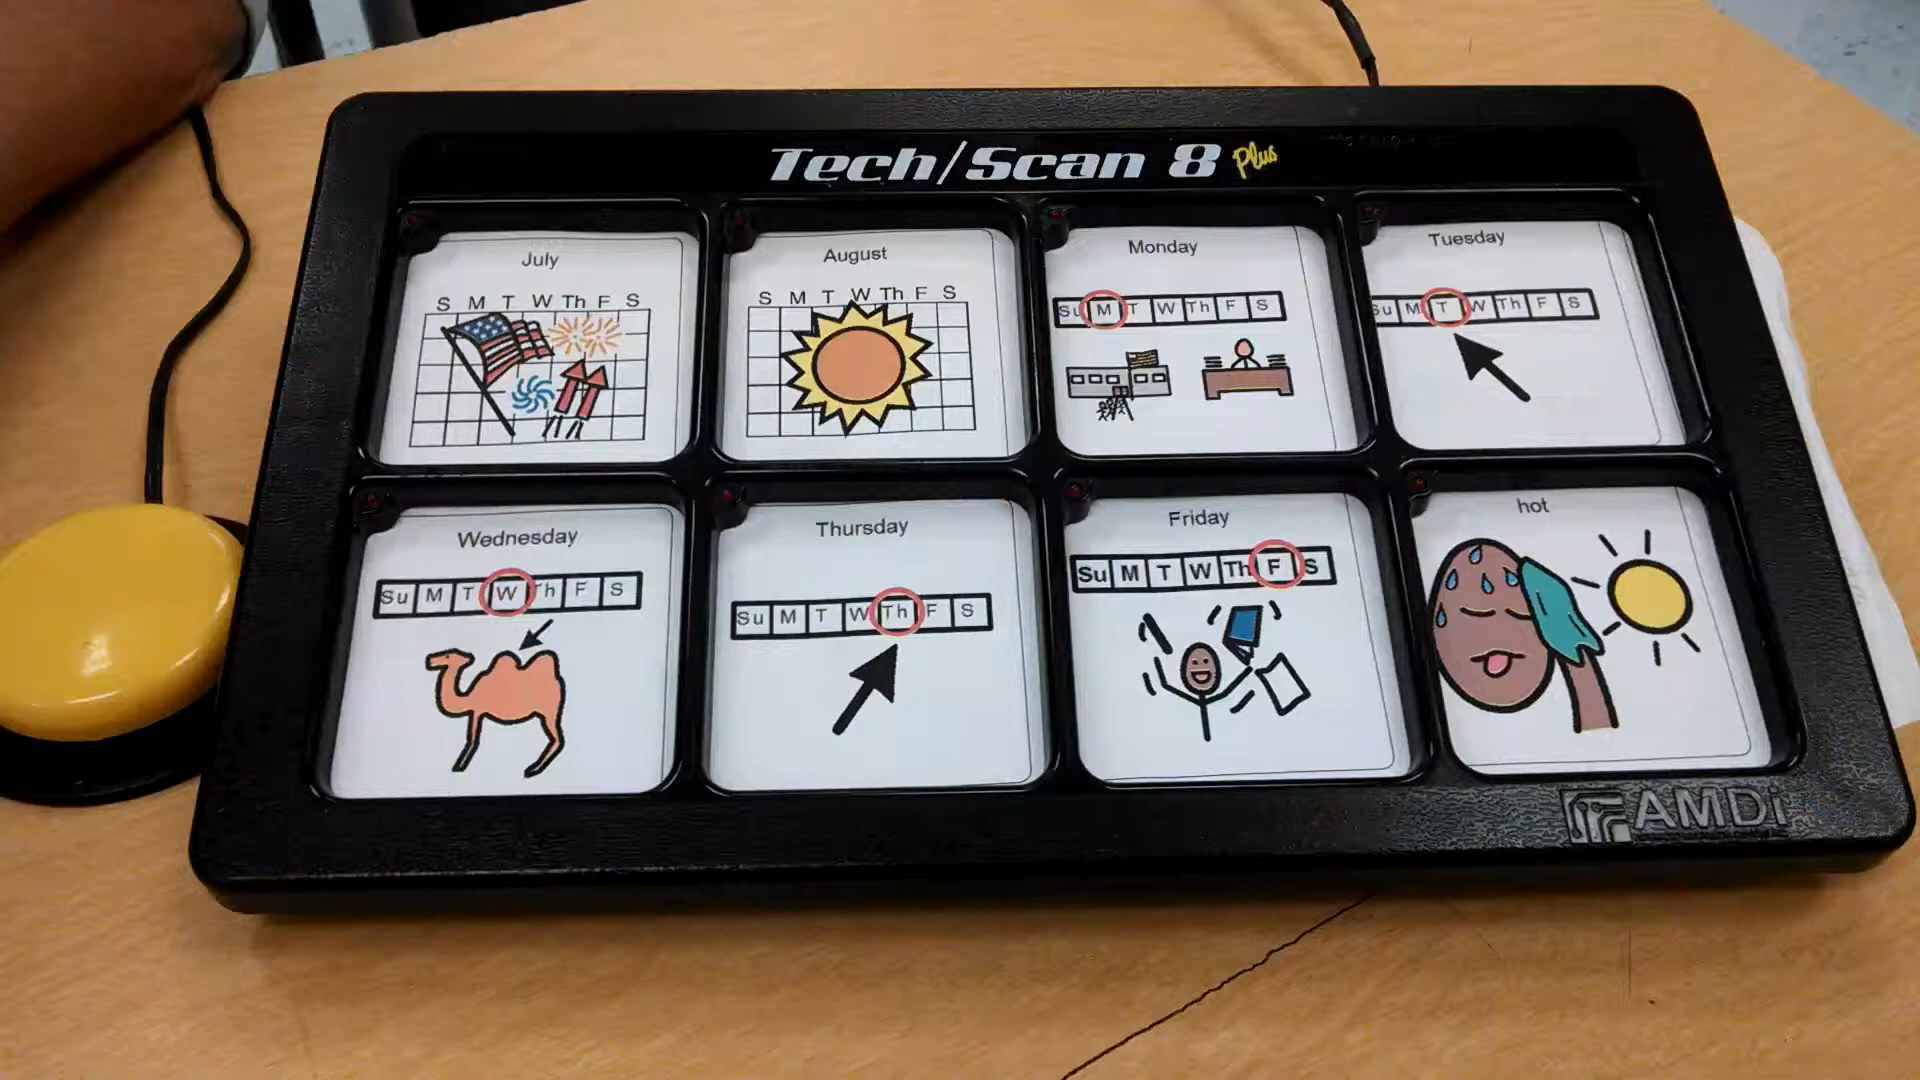 Tech/Scan 8 Plus
July
S M T W Th F S
August
S M T W Th F S
Monday
Su M T W Th F S
Tuesday
Su M T W Th F S
Wednesday
Su M T W Th F S
Thursday
Su M T W Th F S
Friday
Su M T W Th F S
hot
AMDi